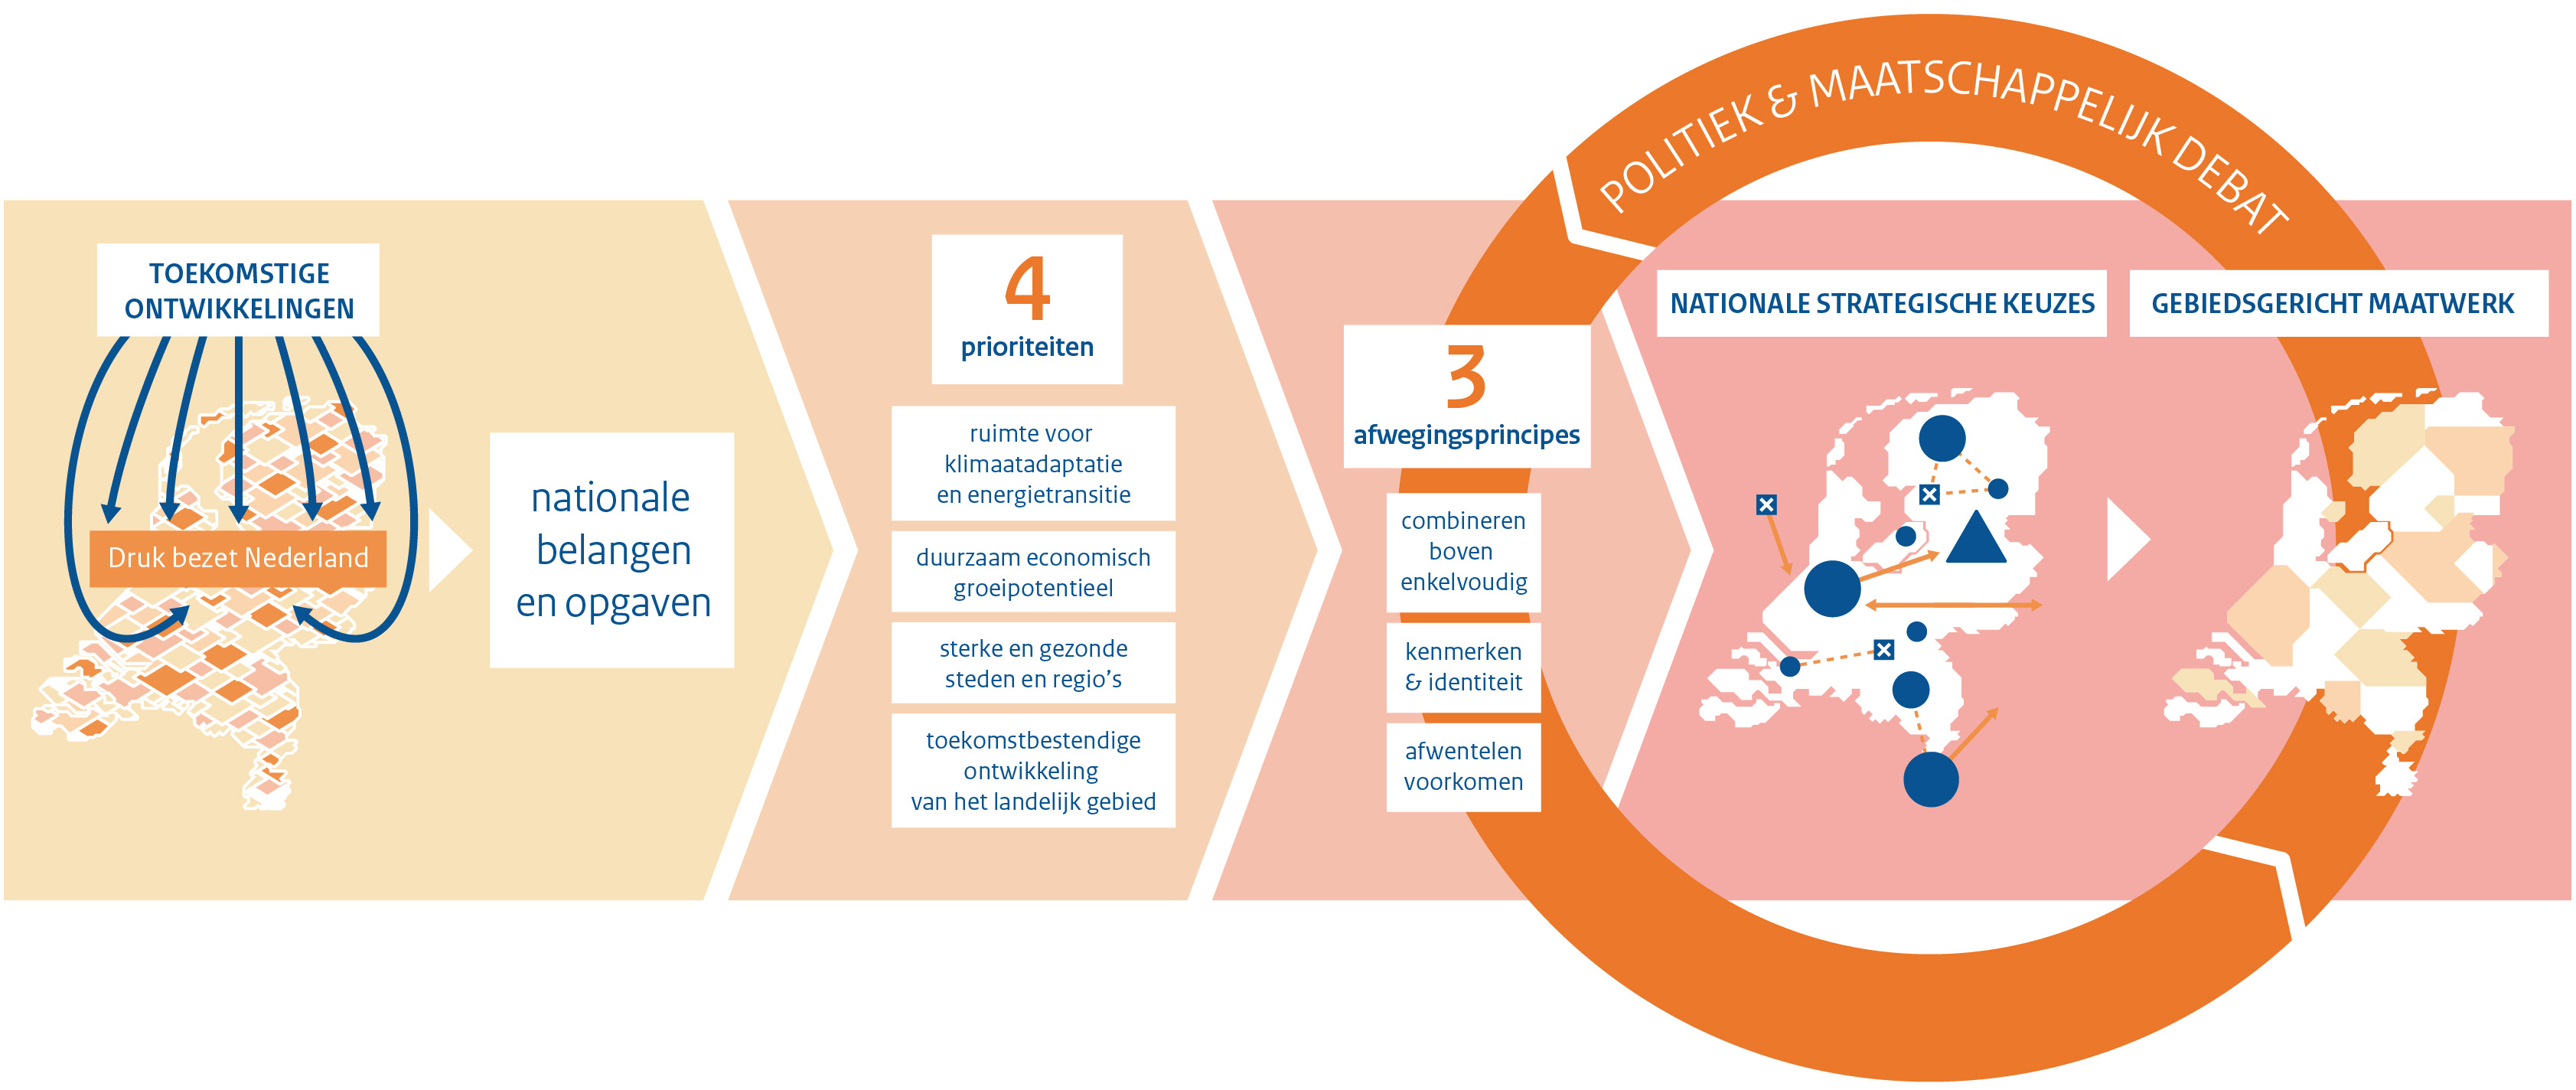 TOEKOMSTIGE
ONTWIKKELINGEN
Druk bezet Nederland
nationale
belangen
en opgaven
4
prioriteiten
ruimte voor
klimaatadaptatie
en energietransitie
duurzaam economisch
groeipotentieel
sterke en gezonde
steden en regio’s
toekomstbestendige
ontwikkeling
van het landelijk gebied
3
afwegingsprincipes
combineren
boven
enkelvoudig
kenmerken
& identiteit
afwentelen
voorkomen
POLITIEK & MAATSCHAPPELIJK DEBAT
NATIONALE STRATEGISCHE KEUZES
GEBIEDSGERICHT MAATWERK